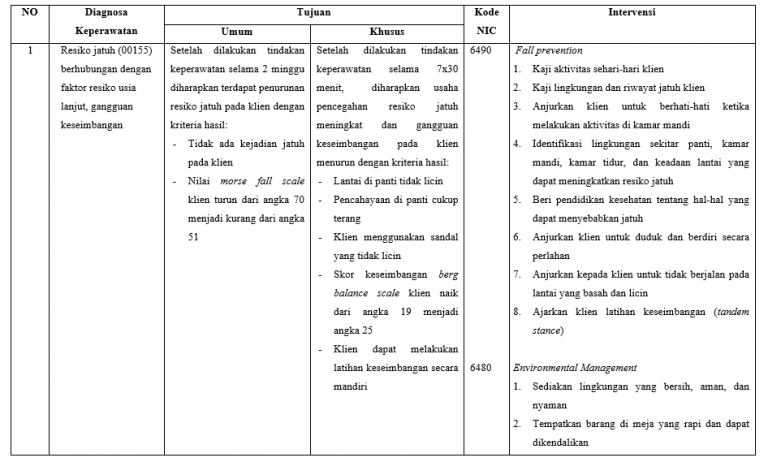 NO
Diagnosa
Keperawatan
Tujuan
Umum
Khusus
Kode
NIC
Intervensi
1
Resiko jatuh (00155)
berhubungan dengan
faktor resiko usia
lanjut, gangguan
keseimbangan
Setelah dilakukan tindakan
keperawatan selama 2 minggu
diharapkan terdapat penurunan
resiko jatuh pada klien dengan
kriteria hasil:
- Tidak ada kejadian jatuh
pada klien
- Nilai morse fall scale
klien turun dari angka 70
menjadi kurang dari angka
51
Setelah dilakukan tindakan
keperawatan selama 7x30
menit, diharapkan usaha
pencegahan resiko jatuh
meningkat dan gangguan
keseimbangan pada klien
menurun dengan kriteria hasil:
- Lantai di panti tidak licin
- Pencahayaan di panti cukup
terang
- Klien menggunakan sandal
yang tidak licin
- Skor keseimbangan berg
balance scale klien naik
dari angka 19 menjadi
angka 25
- Klien dapat melakukan
latihan keseimbangan secara
mandiri
6490
Fall prevention
1. Kaji aktivitas sehari-hari klien
2. Kaji lingkungan dan riwayat jatuh klien
3. Anjurkan klien untuk berhati-hati ketika
melakukan aktivitas di kamar mandi
4. Identifikasi lingkungan sekitar panti, kamar
mandi, kamar tidur, dan keadaan lantai yang
dapat meningkatkan resiko jatuh
5. Beri pendidikan kesehatan tentang hal-hal yang
dapat menyebabkan jatuh
6. Anjurkan klien untuk duduk dan berdiri secara
perlahan
7. Anjurkan kepada klien untuk tidak berjalan pada
lantai yang basah dan licin
8. Ajarkan klien latihan keseimbangan (tandem
stance)
6480
Environmental Management
1. Sediakan lingkungan yang bersih, aman, dan
nyaman
2. Tempatkan barang di meja yang rapi dan dapat
dikendalikan